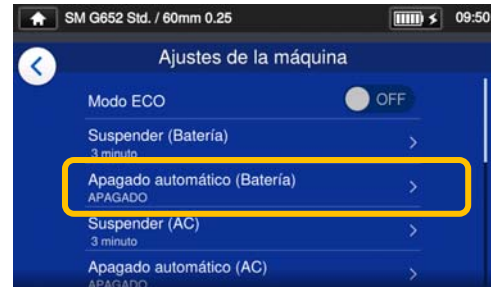 SM G652 Std. / 60mm 0.25 09:50
Ajustes de la máquina
Modo ECO OFF
Suspender (Batería)
3 minuto
Apagado automático (Batería)
APAGADO
Suspender (AC)
3 minuto
Apagado automático (AC)
APAGADO